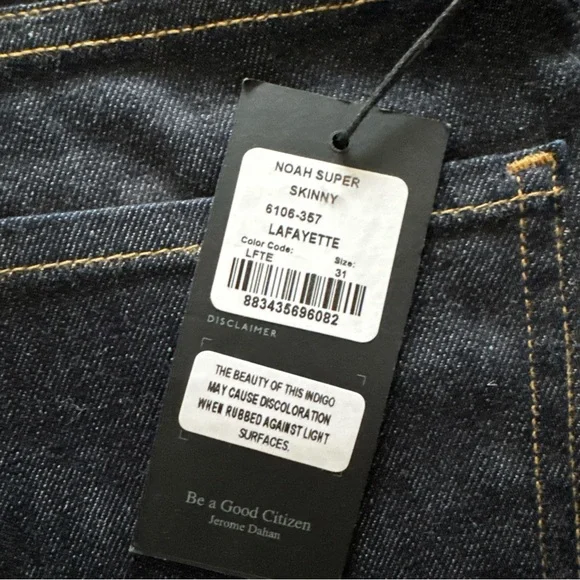 NOAH SUPER
SKINNY
6106-357
LAFAYETTE
Color Code: Size:
LFTE 31
883435696082
DISCLAIMER
THE BEAUTY OF THIS INDIGO
MAY CAUSE DISCOLORATION
WHEN RUBBED AGAINST LIGHT
SURFACES.
Be a Good Citizen
Jerome Dahan